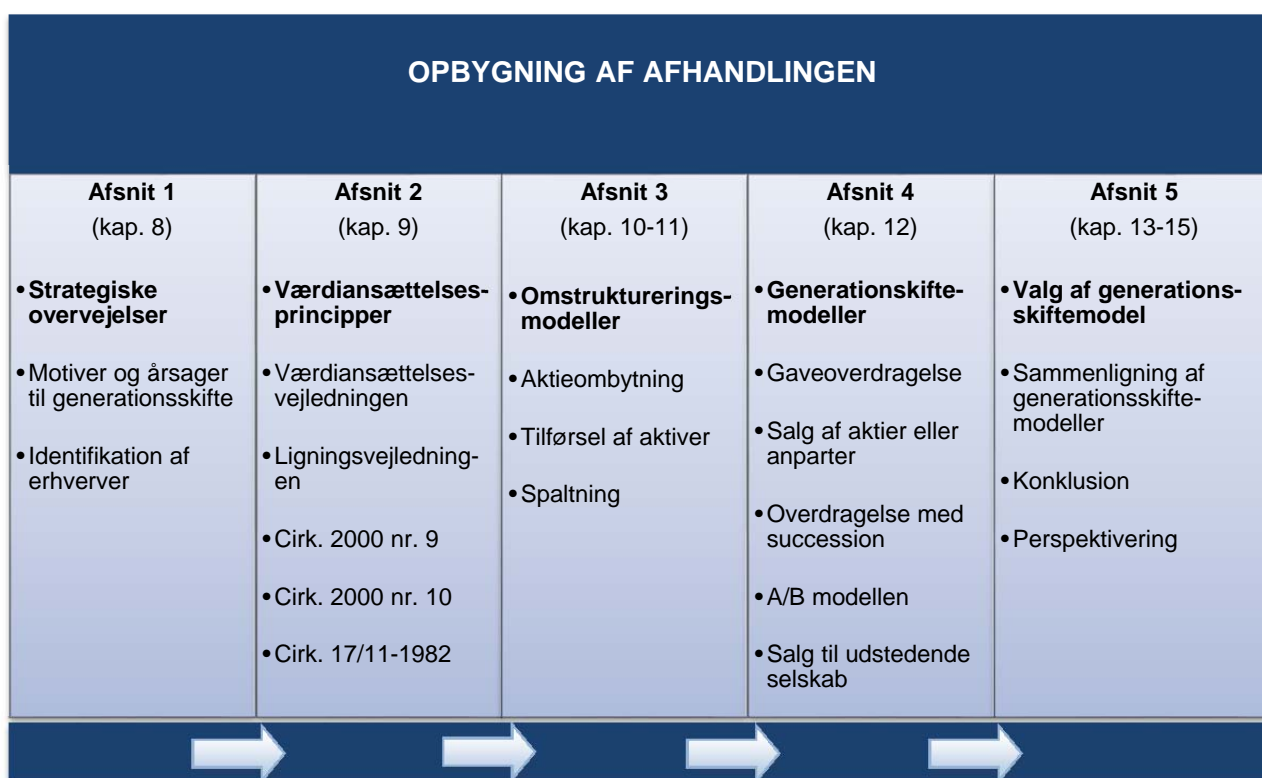 OPBYGNING AF AFHANDLINGEN
Afsnit 1
(kap. 8)
•Strategiske
overvejelser
•Motiver og årsager
til generationsskifte
•Identifikation af
erhverver
Afsnit 2
(kap. 9)
•Værdiansættelses-
principper
•Værdiansættelses-
vejledningen
•Ligningsvejledning-
en
•Cirk. 2000 nr. 9
•Cirk. 2000 nr. 10
•Cirk. 17/11-1982
Afsnit 3
(kap. 10-11)
•Omstrukturerings-
modeller
•Aktieombytning
•Tilførsel af aktiver
•Spaltning
Afsnit 4
(kap. 12)
•Generationskifte-
modeller
•Gaveoverdragelse
•Salg af aktier eller
anparter
•Overdragelse med
succession
•A/B modellen
•Salg til udstedende
selskab
Afsnit 5
(kap. 13-15)
•Valg af generations-
skiftemodel
•Sammenligning af
generationsskifte-
modeller
•Konklusion
•Perspektivering